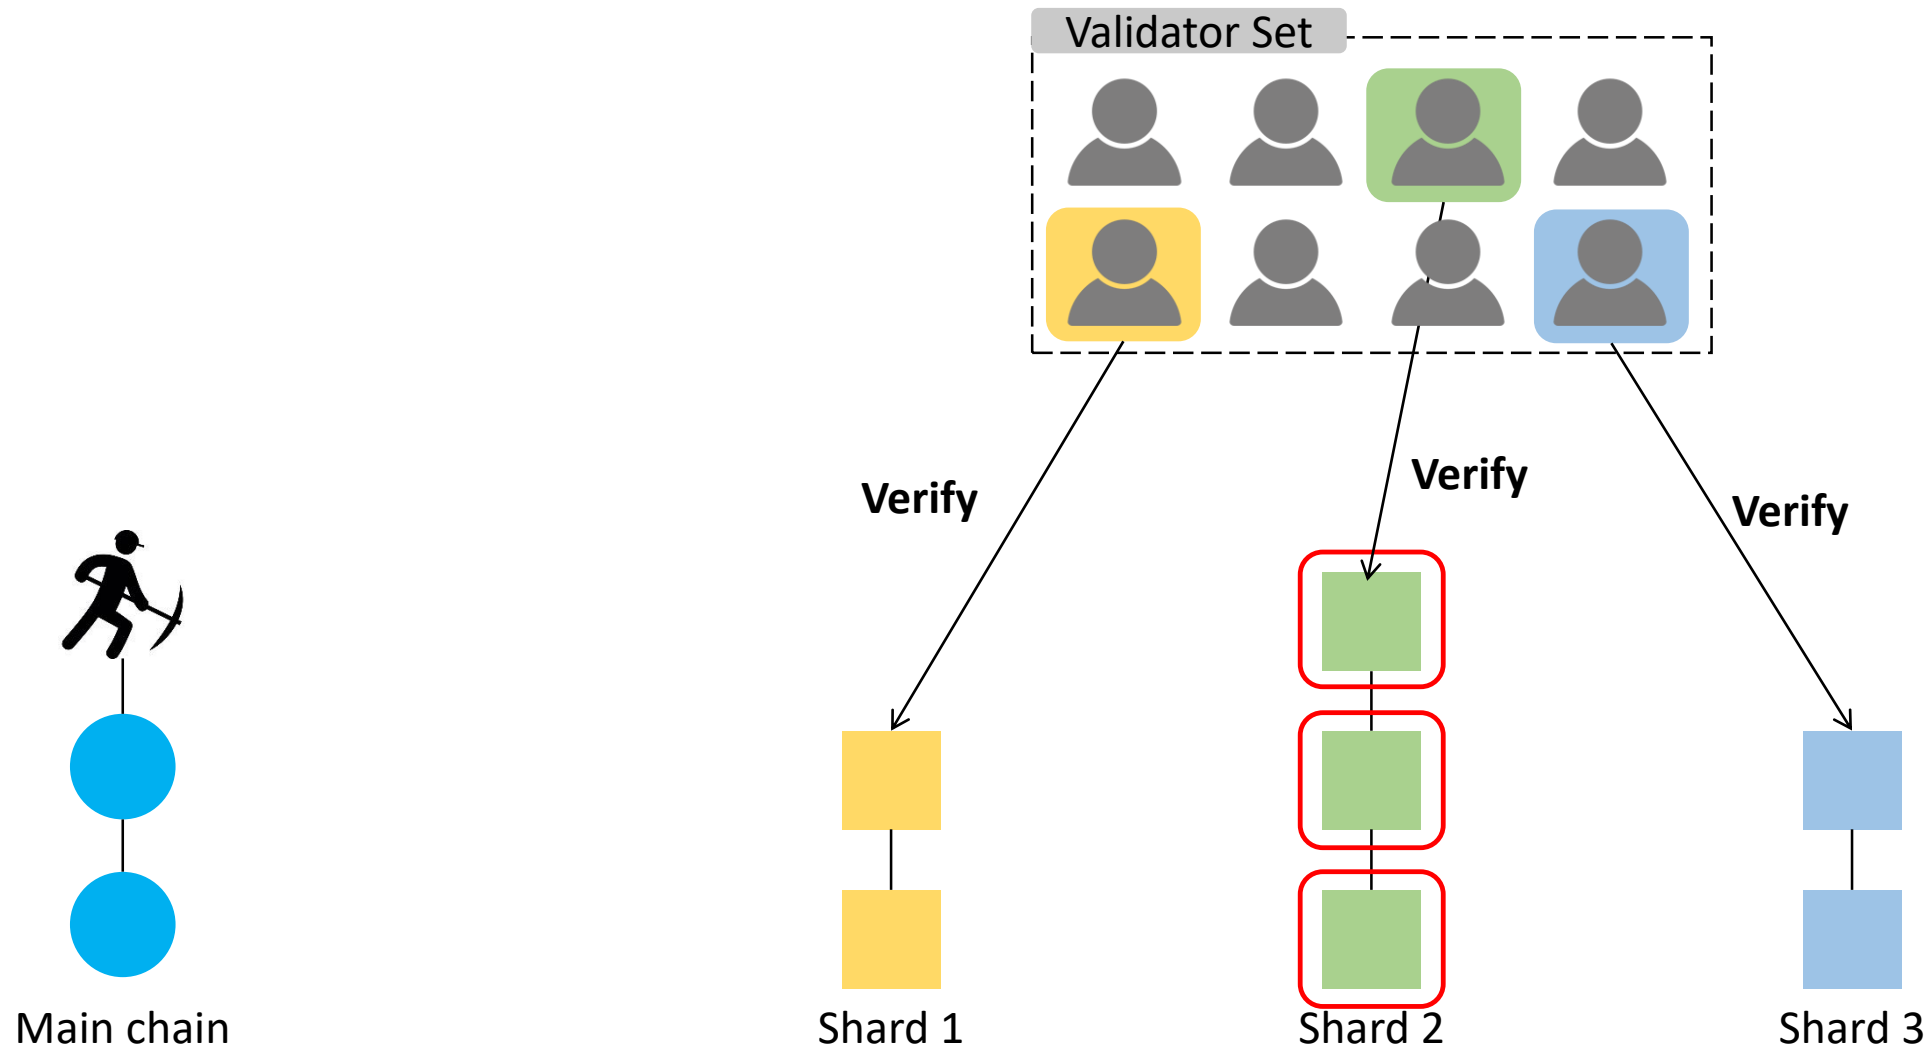 Validator Set
Verify
Verify
Verify
Main chain
Shard 1
Shard 2
Shard 3